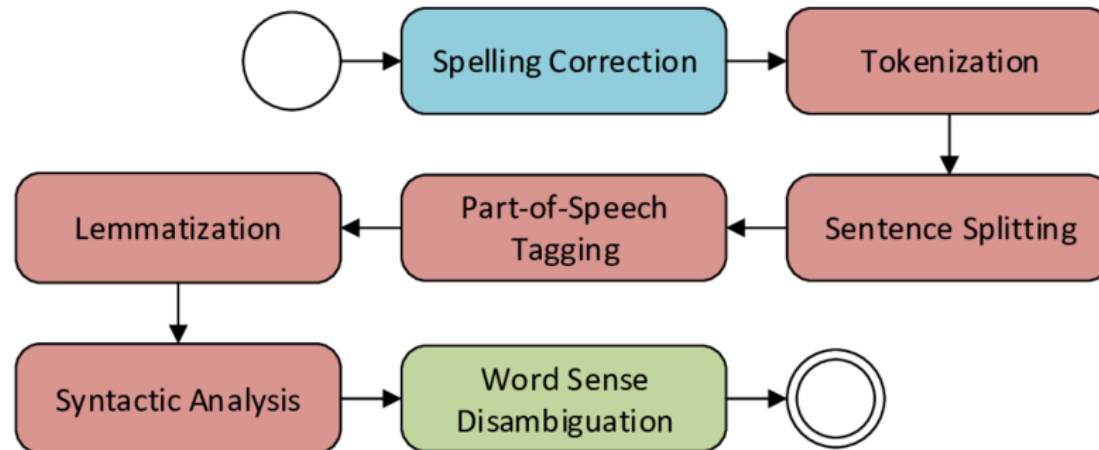 Spelling Correction
Tokenization
Sentence Splitting
Part-of-Speech
Tagging
Lemmatization
Syntactic Analysis
Word Sense
Disambiguation